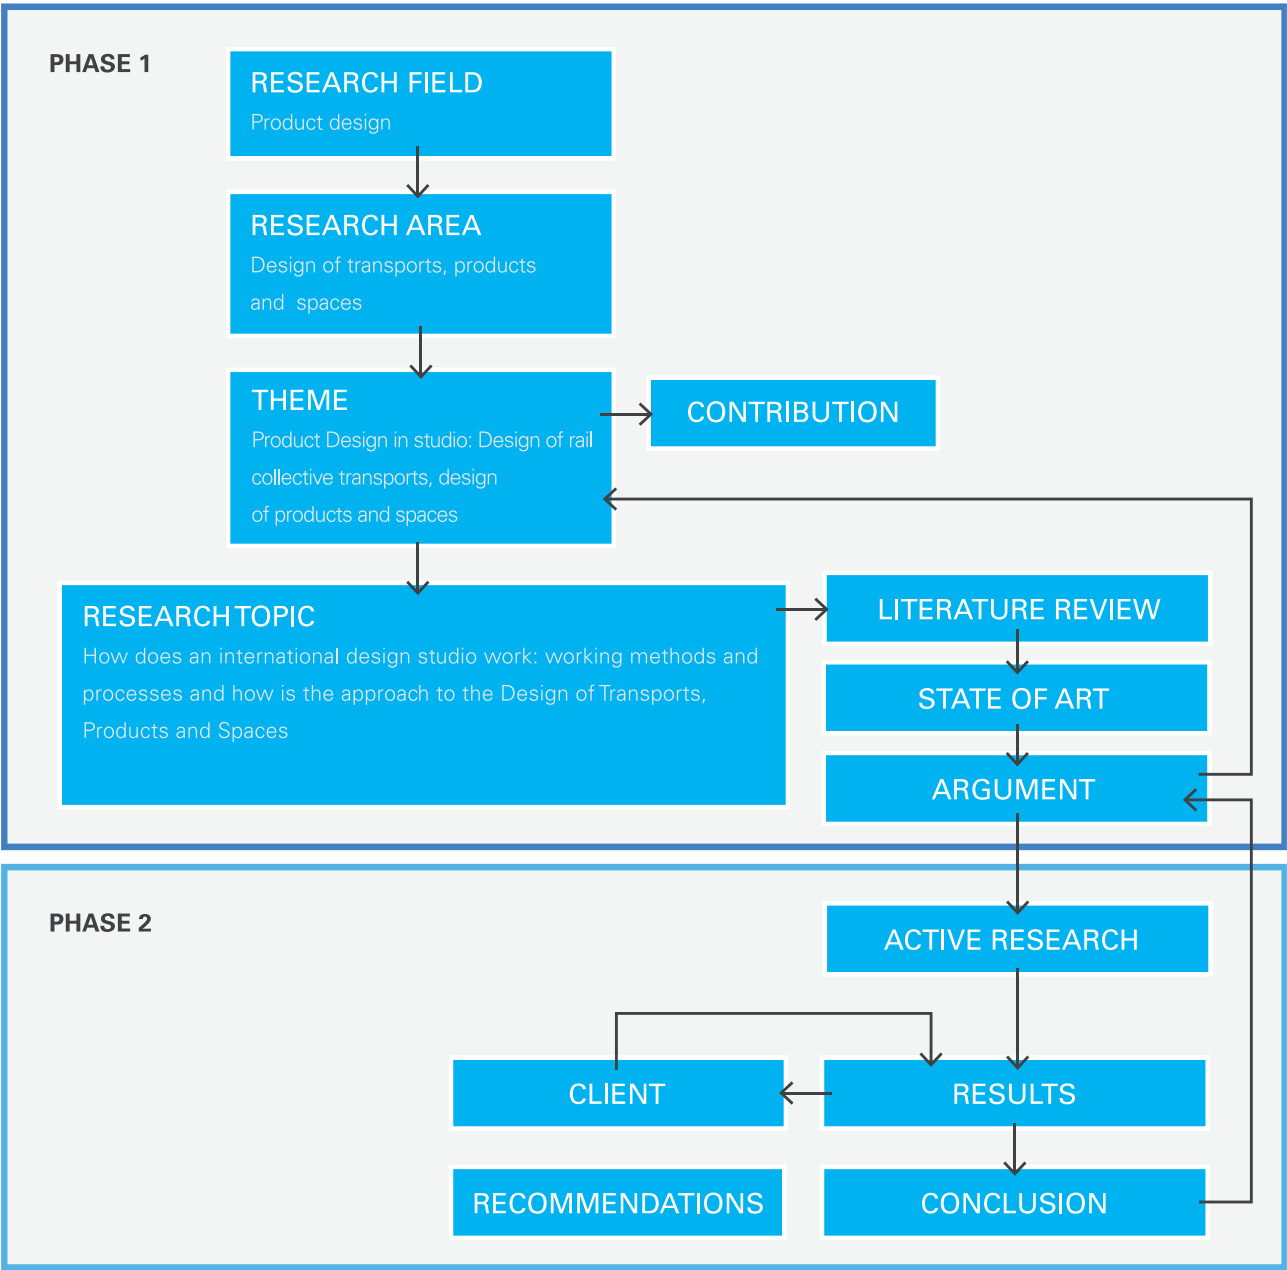 PHASE 1
RESEARCH FIELD
Product design
RESEARCH AREA
Design of transports, products
and spaces
THEME
Product Design in studio: Design of rail
collective transports, design
of products and spaces
CONTRIBUTION
RESEARCH TOPIC
How does an international design studio work: working methods and
processes and how is the approach to the Design of Transports,
Products and Spaces
LITERATURE REVIEW
STATE OF ART
ARGUMENT
PHASE 2
ACTIVE RESEARCH
CLIENT
RESULTS
RECOMMENDATIONS
CONCLUSION